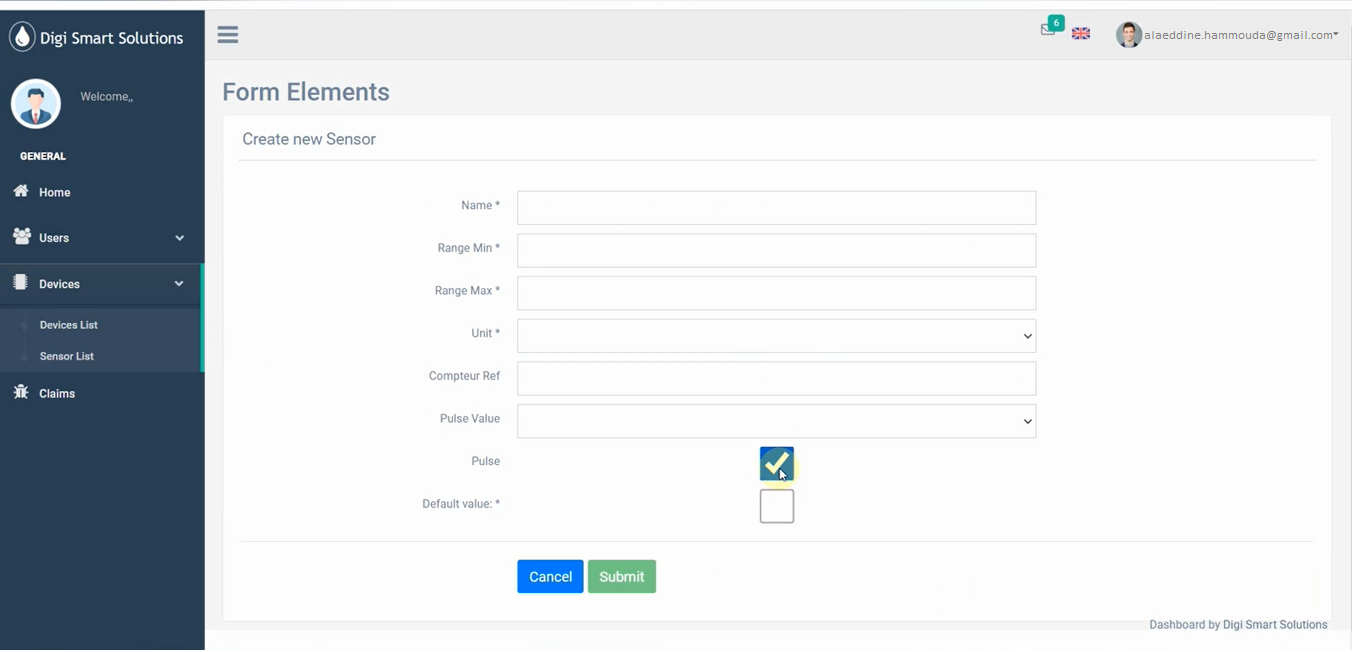 Digi Smart Solutions
6
alaeddine.hammouda@gmail.com
Welcome,,
GENERAL
Home
Users
Devices
Devices List
Sensor List
Claims
Form Elements
Create new Sensor
Name *
Range Min *
Range Max *
Unit *
Compteur Ref
Pulse Value
Pulse
Default value: *
Cancel
Submit
Dashboard by Digi Smart Solutions